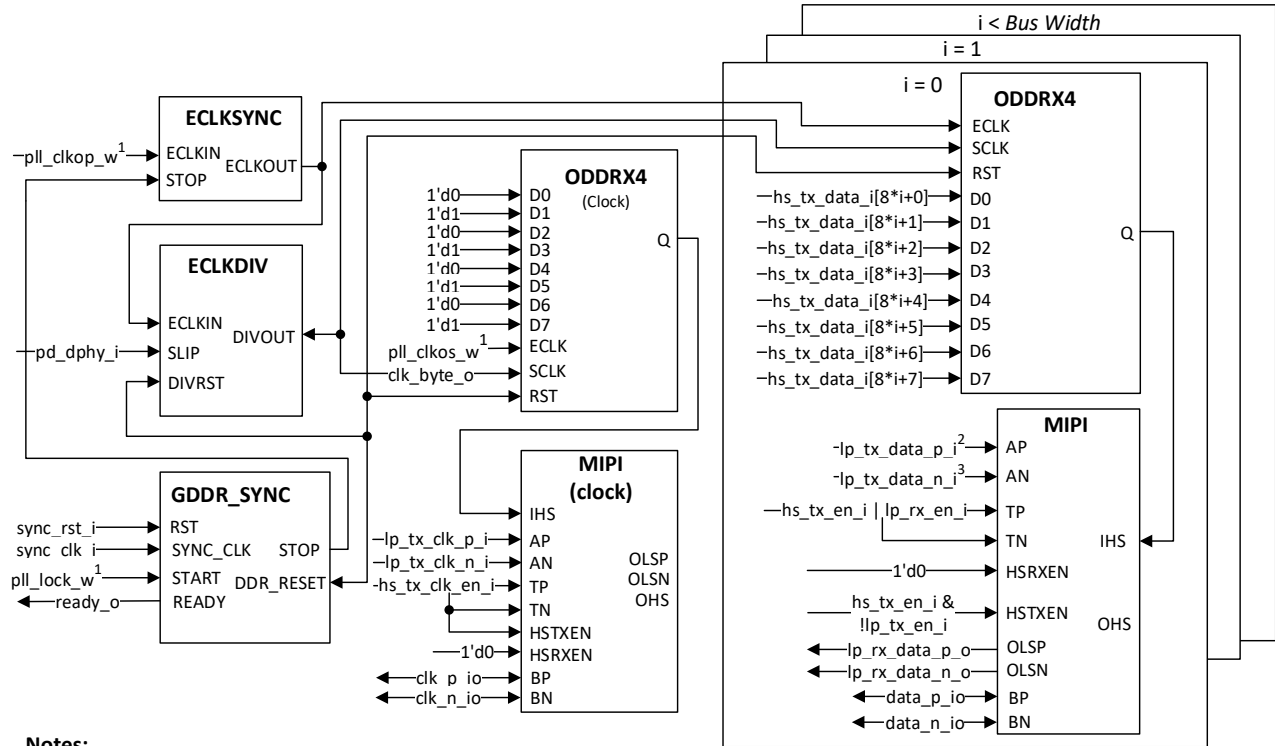 i < Bus Width
i = 1
i = 0
ECLKSYNC
pll_clkop_w1
ECLKIN
ECLKOUT
STOP
ECLKDIV
ECLKIN
DIVOUT
pd_dphy_i
SLIP
DIVRST
GDDR_SYNC
sync_rst_i
RST
sync_clk_i
SYNC_CLK
STOP
pll_lock_w1
START
DDR_RESET
ready_o
READY
ODDRX4
(Clock)
1'd0
D0
1'd1
D1
1'd0
D2
1'd1
D3
1'd0
D4
1'd1
D5
1'd0
D6
1'd1
D7
Q
pll_clkos_w1
ECLK
clk_byte_o
SCLK
RST
MIPI
(clock)
IHS
lp_tx_clk_p_i
AP
lp_tx_clk_n_i
AN
hs_tx_clk_en_i
TP
TN
HSTXEN
1'd0
HSRXEN
clk_p_io
BP
clk_n_io
BN
OLSP
OLSN
OHS
ODDRX4
ECLK
SCLK
RST
hs_tx_data_i[8*i+0]
D0
hs_tx_data_i[8*i+1]
D1
hs_tx_data_i[8*i+2]
D2
hs_tx_data_i[8*i+3]
D3
hs_tx_data_i[8*i+4]
D4
hs_tx_data_i[8*i+5]
D5
hs_tx_data_i[8*i+6]
D6
hs_tx_data_i[8*i+7]
D7
Q
MIPI
lp_tx_data_p_i2
AP
lp_tx_data_n_i3
AN
hs_tx_en_i | lp_rx_en_i
TP
TN
IHS
1'd0
HSRXEN
hs_tx_en_i &
!lp_tx_en_i
HSTXEN
OHS
lp_rx_data_p_o
OLSP
lp_rx_data_n_o
OLSN
data_p_io
BP
data_n_io
BN
Notes: